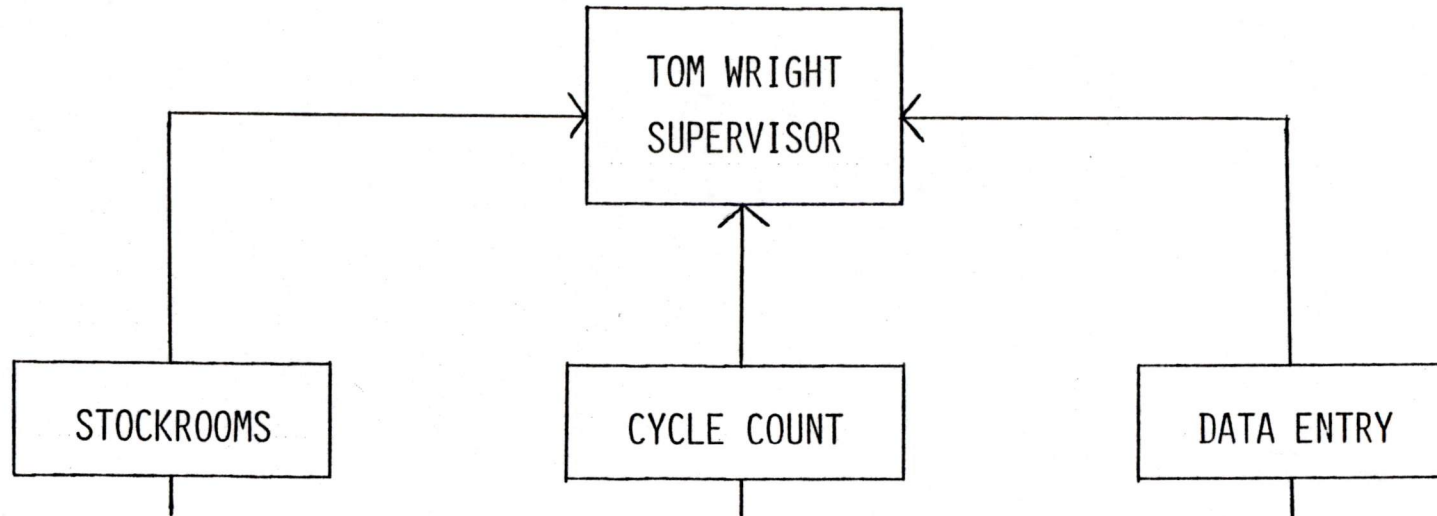 TOM WRIGHT
SUPERVISOR
STOCKROOMS
CYCLE COUNT
DATA ENTRY